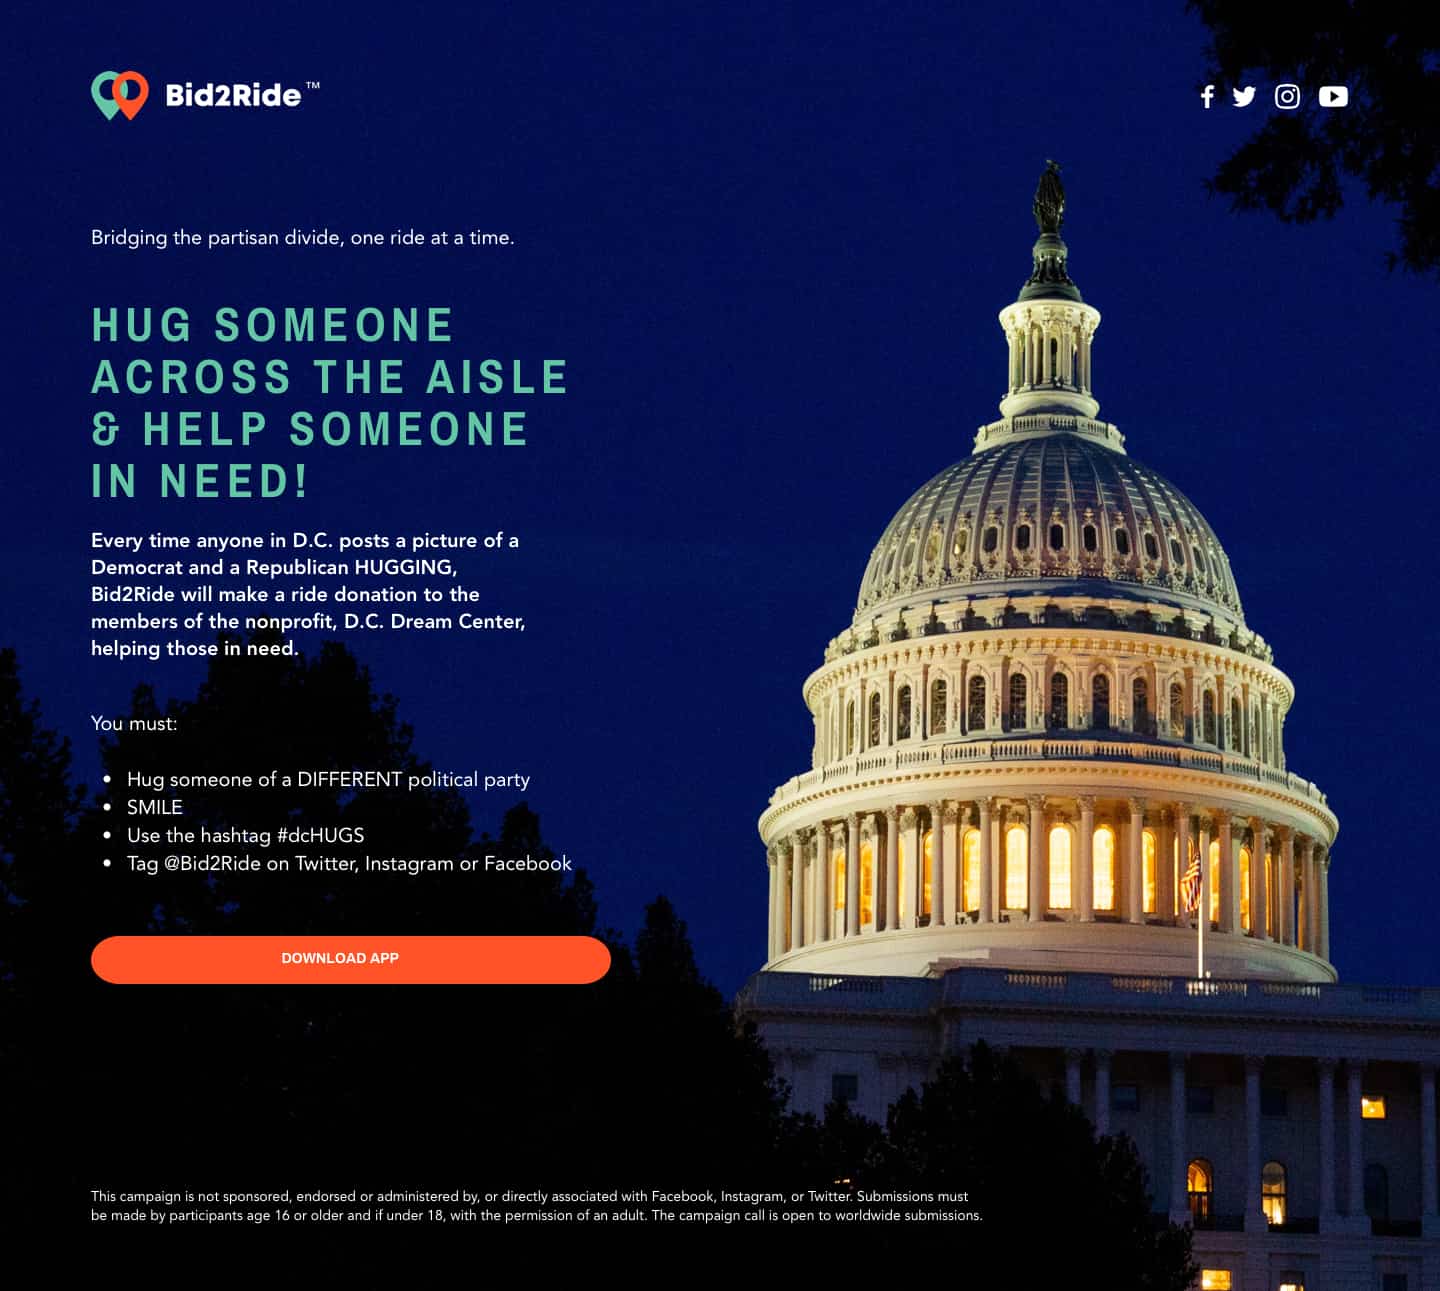 Bid2Ride ™
Bridging the partisan divide, one ride at a time.
HUG SOMEONE
ACROSS THE AISLE
& HELP SOMEONE
IN NEED!
Every time anyone in D.C. posts a picture of a
Democrat and a Republican HUGGING,
Bid2Ride will make a ride donation to the
members of the nonprofit, D.C. Dream Center,
helping those in need.
You must:
• Hug someone of a DIFFERENT political party
• SMILE
• Use the hashtag #dcHUGS
• Tag @Bid2Ride on Twitter, Instagram or Facebook
DOWNLOAD APP
This campaign is not sponsored, endorsed or administered by, or directly associated with Facebook, Instagram, or Twitter. Submissions must
be made by participants age 16 or older and if under 18, with the permission of an adult. The campaign call is open to worldwide submissions.